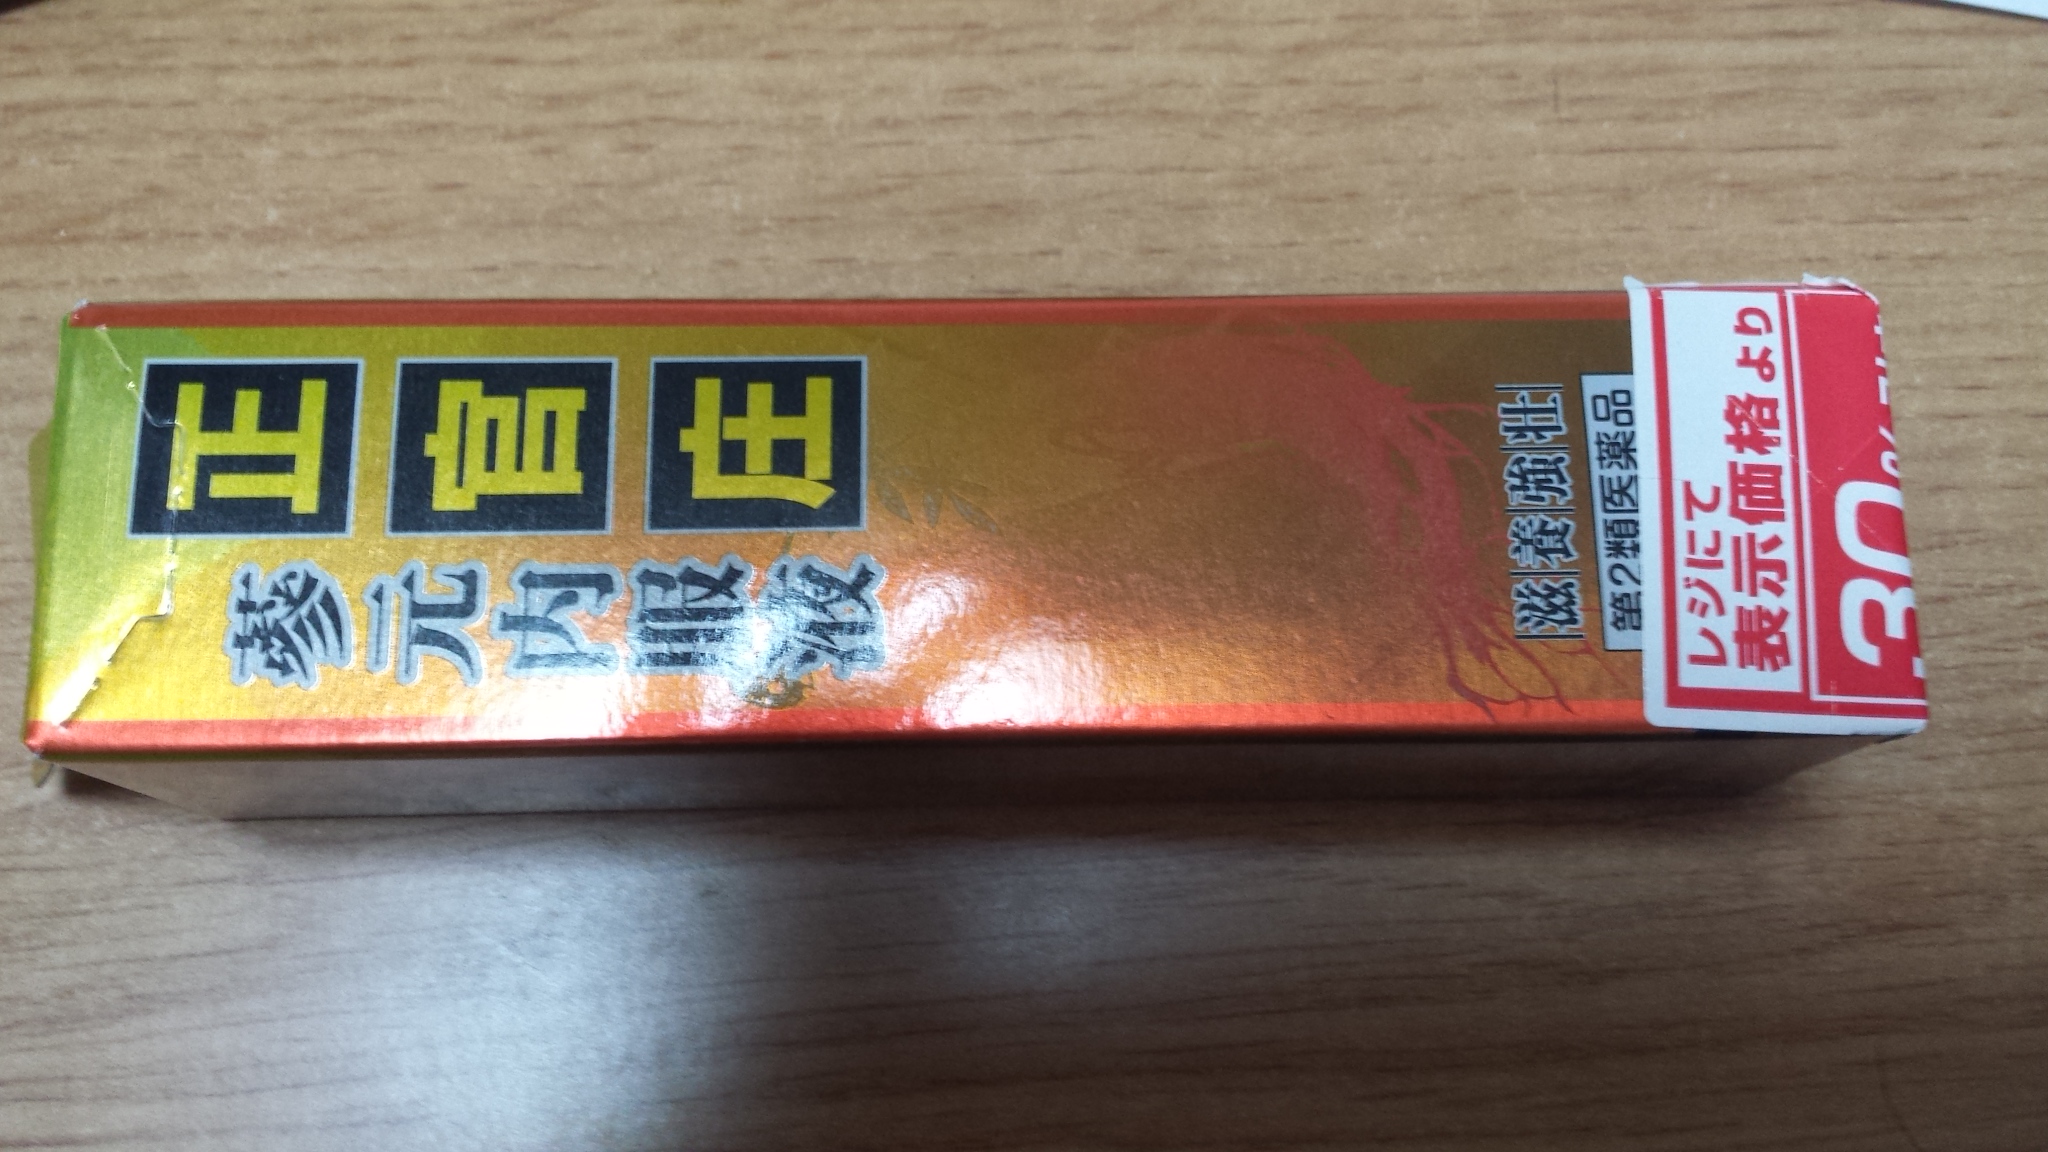 正官庄
蔘元内服液
滋養強壮
第2類医薬品
レジにて
表示価格より
30%